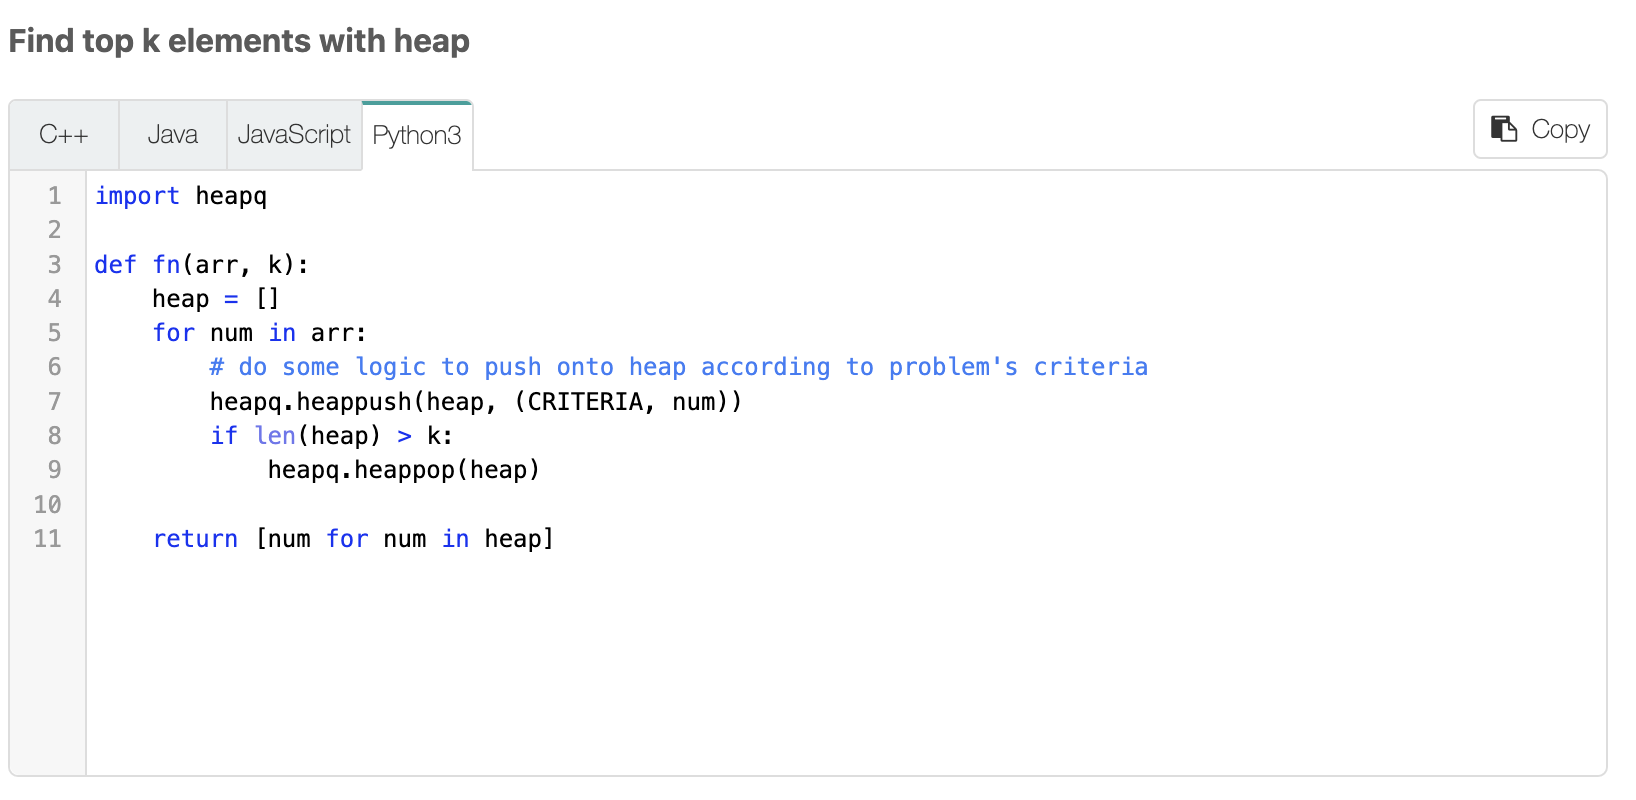 Find top k elements with heap
C++ Java JavaScript Python3 Copy
1 import heapq
2
3 def fn(arr, k):
4     heap = []
5     for num in arr:
6         # do some logic to push onto heap according to problem's criteria
7         heapq.heappush(heap, (CRITERIA, num))
8         if len(heap) > k:
9             heapq.heappop(heap)
10
11     return [num for num in heap]